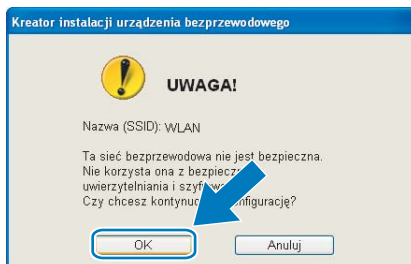 Kreator instalacji urządzenia bezprzewodowego
UWAGA!
Nazwa (SSID): WLAN
Ta sieć bezprzewodowa nie jest bezpieczna.
Nie korzysta ona z
uwierzytelniania i
Czy chcesz
OK
Anuluj